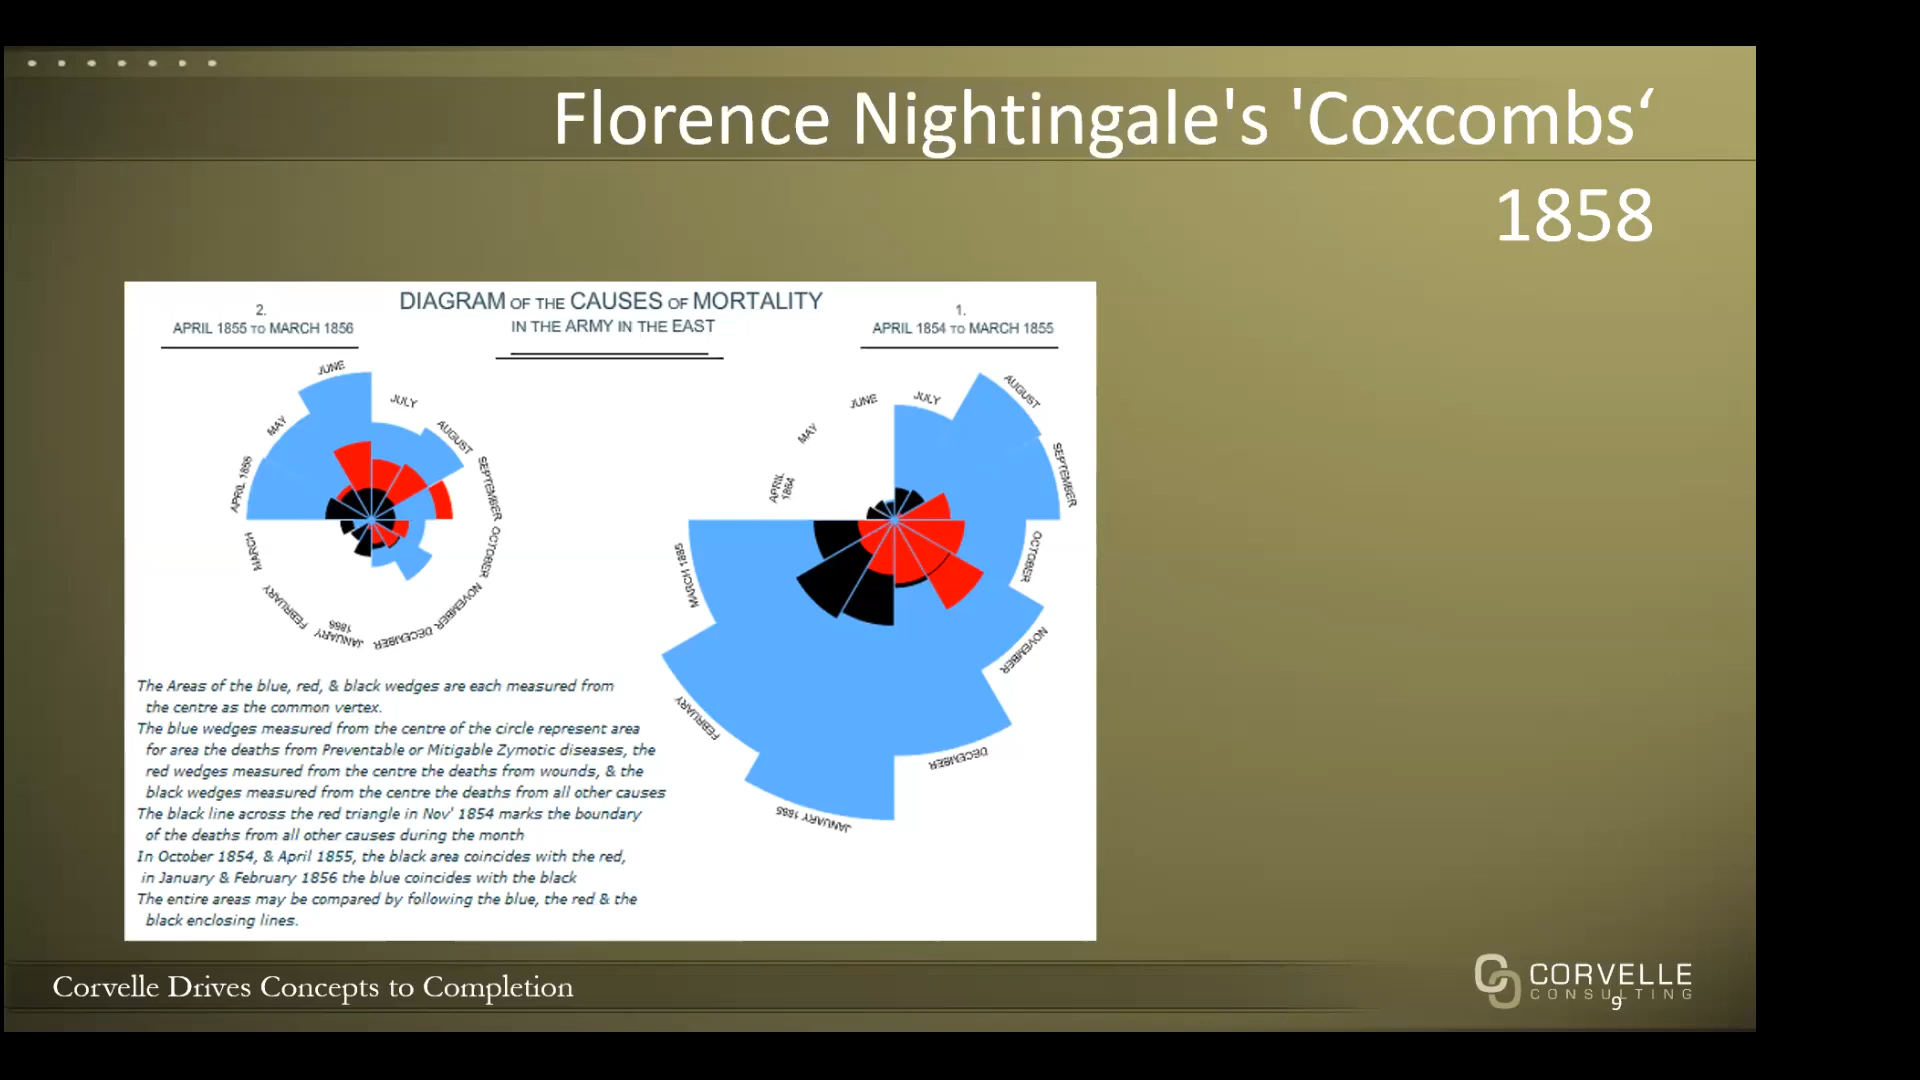 Florence Nightingale's 'Coxcombs‘
1858
DIAGRAM OF THE CAUSES OF MORTALITY
IN THE ARMY IN THE EAST
2.
APRIL 1855 TO MARCH 1856
1.
APRIL 1854 TO MARCH 1855
APRIL 1855
MAY
JUNE
JULY
AUGUST
SEPTEMBER
OCTOBER
NOVEMBER
DECEMBER
JANUARY
FEBRUARY
MARCH
APRIL
MAY
JUNE
JULY
AUGUST
SEPTEMBER
OCTOBER
NOVEMBER
DECEMBER
JANUARY
FEBRUARY
MARCH
The Areas of the blue, red, & black wedges are each measured from
the centre as the common vertex.
The blue wedges measured from the centre of the circle represent area
for area the deaths from Preventable or Mitigable Zymotic diseases, the
red wedges measured from the centre the deaths from wounds, & the
black wedges measured from the centre the deaths from all other causes
The black line across the red triangle in Nov' 1854 marks the boundary
of the deaths from all other causes during the month
In October 1854, & April 1855, the black area coincides with the red,
in January & February 1856 the blue coincides with the black
The entire areas may be compared by following the blue, the red & the
black enclosing lines.
Corvelle Drives Concepts to Completion
CORVELLE
CONSULTING
9